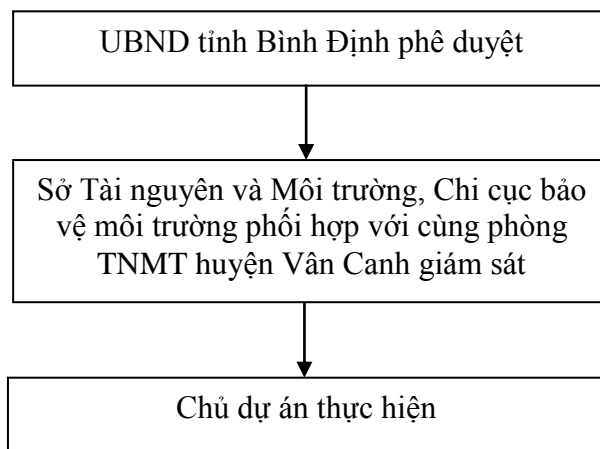 UBND tỉnh Bình Định phê duyệt
Sở Tài nguyên và Môi trường, Chi cục bảo
vệ môi trường phối hợp với cùng phòng
TNMT huyện Vân Canh giám sát
Chủ dự án thực hiện